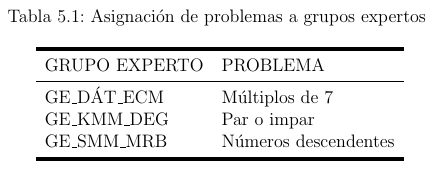 Tabla 5.1: Asignación de problemas a grupos expertos
GRUPO EXPERTO PROBLEMA
GE_DÁT_ECM Múltiplos de 7
GE_KMM_DEG Par o impar
GE_SMM_MRB Números descendentes